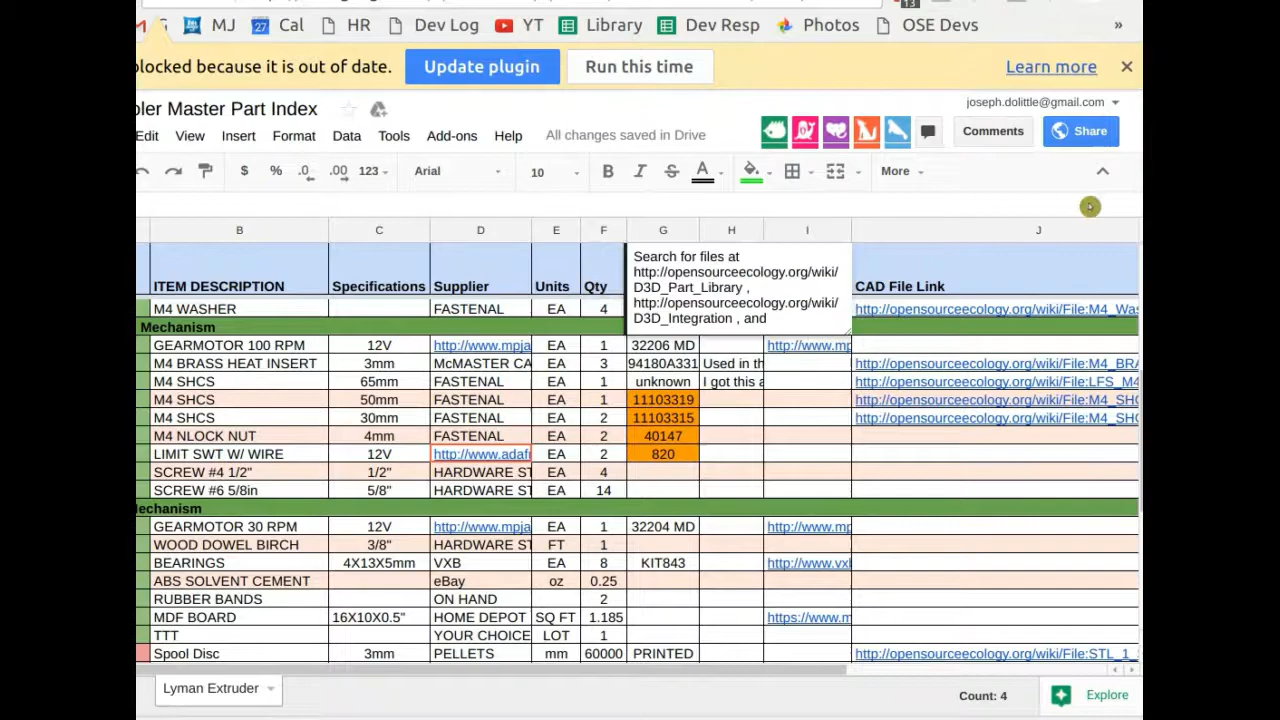 13
MJ Cal HR Dev Log YT Library Dev Resp Photos OSE Devs »
27
locked because it is out of date. Update plugin Run this time Learn more ×
joseph.dolittle@gmail.com
ler Master Part Index
Edit View Insert Format Data Tools Add-ons Help All changes saved in Drive Comments Share
$ % .0 .00 123 Arial 10 B I S A More
B C D E F G H I J
Search for files at
http://opensourceecology.org/wiki/
D3D_Part_Library ,
http://opensourceecology.org/wiki/
D3D_Integration , and
ITEM DESCRIPTION Specifications Supplier Units Qty CAD File Link
M4 WASHER FASTENAL EA 4 http://opensourceecology.org/wiki/File:M4_Was
Mechanism
GEARMOTOR 100 RPM 12V http://www.mpja EA 1 32206 MD http://www.mp
M4 BRASS HEAT INSERT 3mm McMASTER CA EA 3 94180A331 Used in th http://opensourceecology.org/wiki/File:M4_BRA
M4 SHCS 65mm FASTENAL EA 1 unknown I got this a http://opensourceecology.org/wiki/File:LFS_M4
M4 SHCS 50mm FASTENAL EA 1 11103319 http://opensourceecology.org/wiki/File:M4_SHC
M4 SHCS 30mm FASTENAL EA 2 11103315 http://opensourceecology.org/wiki/File:M4_SHC
M4 NLOCK NUT 4mm FASTENAL EA 2 40147
LIMIT SWT W/ WIRE 12V http://www.adafr EA 2 820
SCREW #4 1/2" 1/2" HARDWARE ST EA 4
SCREW #6 5/8in 5/8" HARDWARE ST EA 14
Mechanism
GEARMOTOR 30 RPM 12V http://www.mpja EA 1 32204 MD http://www.mp
WOOD DOWEL BIRCH 3/8" HARDWARE ST FT 1
BEARINGS 4X13X5mm VXB EA 8 KIT843 http://www.vxb
ABS SOLVENT CEMENT eBay oz 0.25
RUBBER BANDS ON HAND 2
MDF BOARD 16X10X0.5" HOME DEPOT SQ FT 1.185 https://www.m
TTT YOUR CHOICE LOT 1
Spool Disc 3mm PELLETS mm 60000 PRINTED http://opensourceecology.org/wiki/File:STL_1_
Lyman Extruder Count: 4 Explore